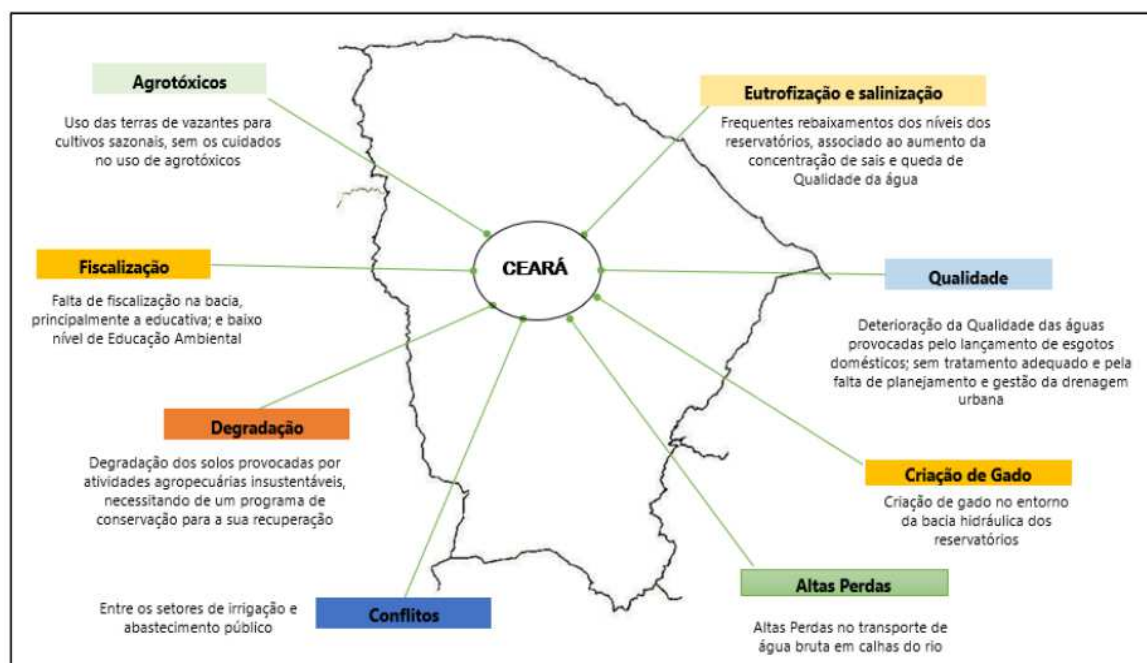 Agrotóxicos
Uso das terras de vazantes para
cultivos sazonais, sem os cuidados
no uso de agrotóxicos
Eutrofização e salinização
Frequentes rebaixamentos dos níveis dos
reservatórios, associado ao aumento da
concentração de sais e queda de
Qualidade da água
CEARÁ
Fiscalização
Falta de fiscalização na bacia,
principalmente a educativa; e baixo
nível de Educação Ambiental
Qualidade
Deterioração da Qualidade das águas
provocadas pelo lançamento de esgotos
domésticos; sem tratamento adequado e pela
falta de planejamento e gestão da drenagem
urbana
Degradação
Degradação dos solos provocadas por
atividades agropecuárias insustentáveis,
necessitando de um programa de
conservação para a sua recuperação
Criação de Gado
Criação de gado no entorno
da bacia hidráulica dos
reservatórios
Conflitos
Entre os setores de irrigação e
abastecimento público
Altas Perdas
Altas Perdas no transporte de
água bruta em calhas do rio